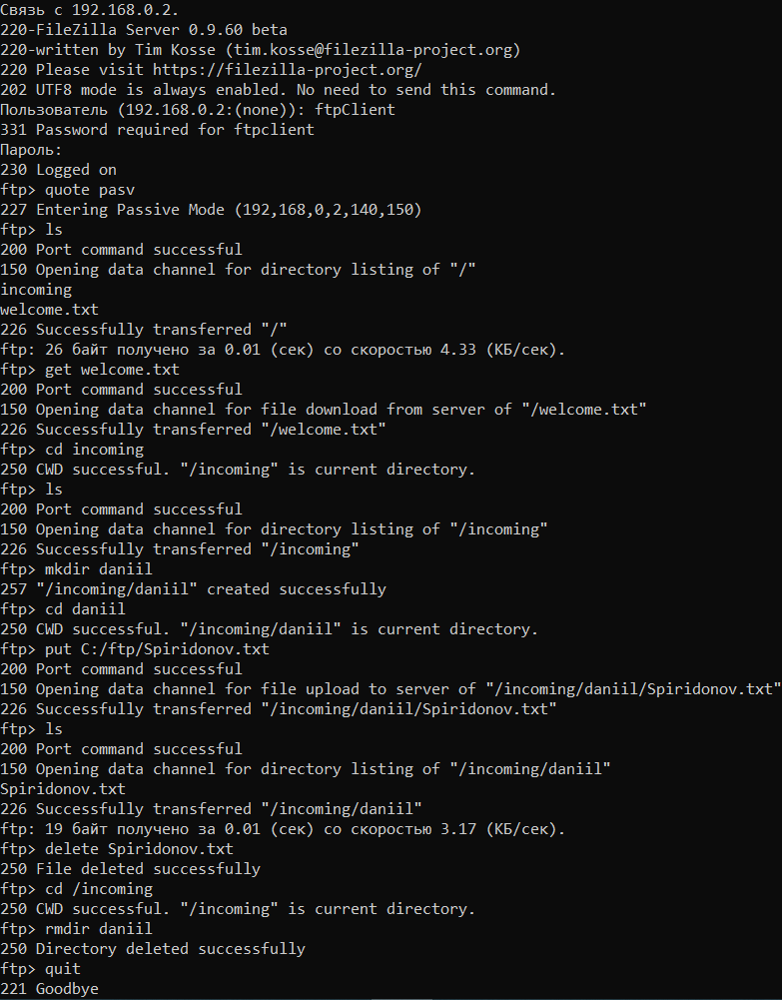 Связь с 192.168.0.2.
220-FileZilla Server 0.9.60 beta
220-written by Tim Kosse (tim.kosse@filezilla-project.org)
220 Please visit https://filezilla-project.org/
202 UTF8 mode is always enabled. No need to send this command.
Пользователь (192.168.0.2:(none)): ftpClient
331 Password required for ftpclient
Пароль:
230 Logged on
ftp> quote pasv
227 Entering Passive Mode (192,168,0,2,140,150)
ftp> ls
200 Port command successful
150 Opening data channel for directory listing of "/"
incoming
welcome.txt
226 Successfully transferred "/"
ftp: 26 байт получено за 0.01 (сек) со скоростью 4.33 (КБ/сек).
ftp> get welcome.txt
200 Port command successful
150 Opening data channel for file download from server of "/welcome.txt"
226 Successfully transferred "/welcome.txt"
ftp> cd incoming
250 CWD successful. "/incoming" is current directory.
ftp> ls
200 Port command successful
150 Opening data channel for directory listing of "/incoming"
226 Successfully transferred "/incoming"
ftp> mkdir daniil
257 "/incoming/daniil" created successfully
ftp> cd daniil
250 CWD successful. "/incoming/daniil" is current directory.
ftp> put C:/ftp/Spiridonov.txt
200 Port command successful
150 Opening data channel for file upload to server of "/incoming/daniil/Spiridonov.txt"
226 Successfully transferred "/incoming/daniil/Spiridonov.txt"
ftp> ls
200 Port command successful
150 Opening data channel for directory listing of "/incoming/daniil"
Spiridonov.txt
226 Successfully transferred "/incoming/daniil"
ftp: 19 байт получено за 0.01 (сек) со скоростью 3.17 (КБ/сек).
ftp> delete Spiridonov.txt
250 File deleted successfully
ftp> cd /incoming
250 CWD successful. "/incoming" is current directory.
ftp> rmdir daniil
250 Directory deleted successfully
ftp> quit
221 Goodbye